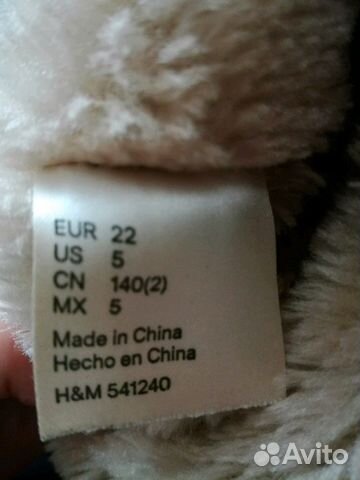 EUR 22
US 5
CN 140(2)
MX 5
Made in China
Hecho en China
H&M 541240
Avito